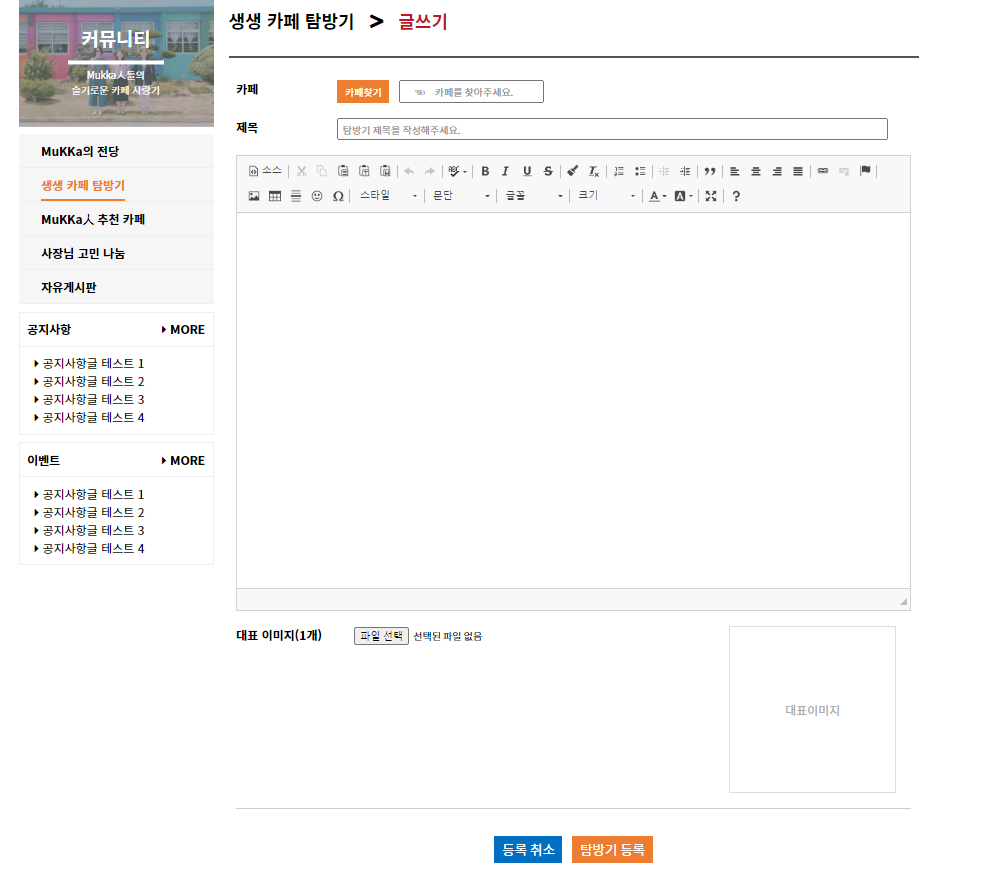 커뮤니티
Mukka人들의
슬기로운 카페 사랑기
MuKKa의 전당
생생 카페 탐방기
MuKKa人 추천 카페
사장님 고민 나눔
자유게시판
공지사항 MORE
공지사항글 테스트 1
공지사항글 테스트 2
공지사항글 테스트 3
공지사항글 테스트 4
이벤트 MORE
공지사항글 테스트 1
공지사항글 테스트 2
공지사항글 테스트 3
공지사항글 테스트 4
생생 카페 탐방기 > 글쓰기
카페 카페찾기 ☜ 카페를 찾아주세요.
제목 탐방기 제목을 작성해주세요.
소스 B I U S
Ω 스타일 문단 글꼴 크기 A A ?
대표 이미지(1개) 파일 선택 선택된 파일 없음
대표이미지
등록 취소 탐방기 등록